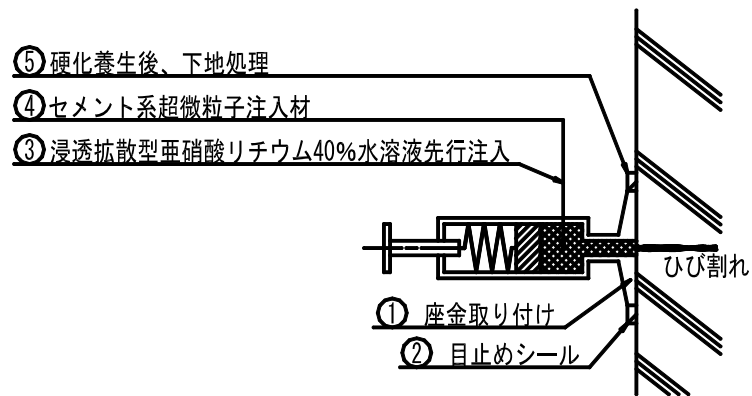 ⑤硬化養生後、下地処理
④セメント系超微粒子注入材
③浸透拡散型亜硝酸リチウム40%水溶液先行注入
ひび割れ
① 座金取り付け
② 目止めシール